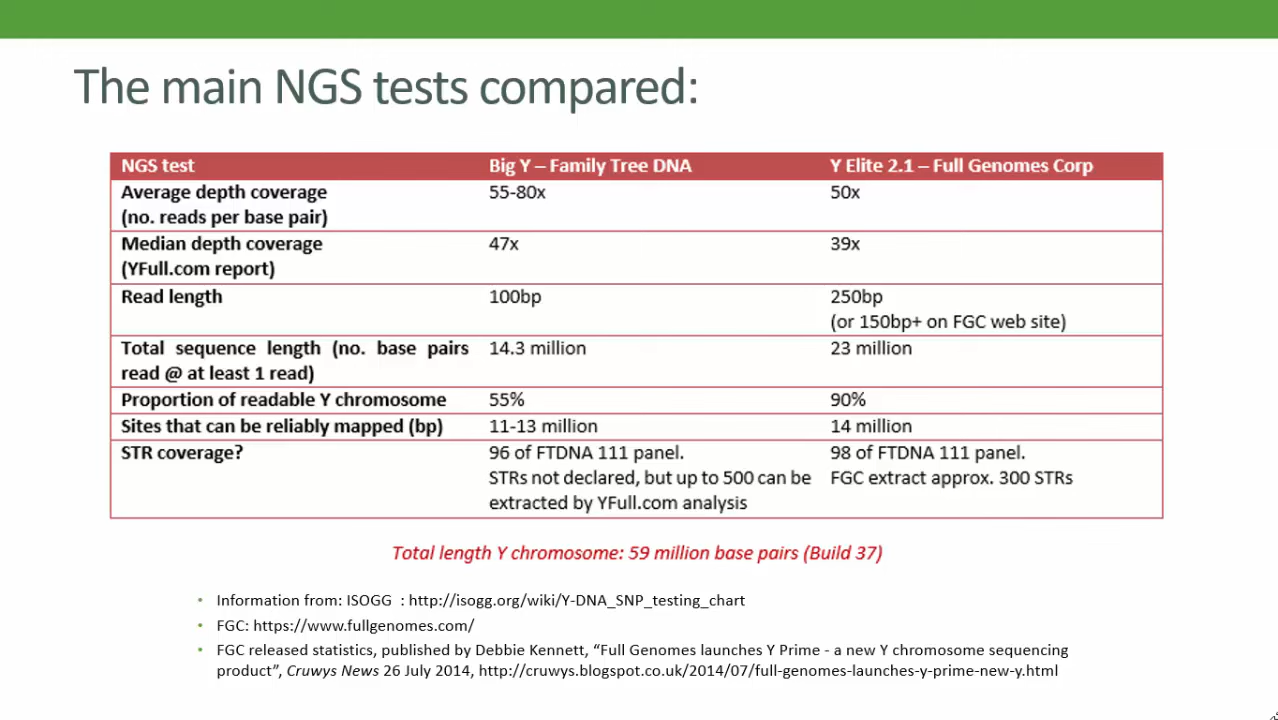 The main NGS tests compared:
NGS test Big Y – Family Tree DNA Y Elite 2.1 – Full Genomes Corp
Average depth coverage 55-80x 50x
(no. reads per base pair)
Median depth coverage 47x 39x
(YFull.com report)
Read length 100bp 250bp
(or 150bp+ on FGC web site)
Total sequence length (no. base pairs 14.3 million 23 million
read @ at least 1 read)
Proportion of readable Y chromosome 55% 90%
Sites that can be reliably mapped (bp) 11-13 million 14 million
STR coverage? 96 of FTDNA 111 panel. 98 of FTDNA 111 panel.
STRs not declared, but up to 500 can be FGC extract approx. 300 STRs
extracted by YFull.com analysis
Total length Y chromosome: 59 million base pairs (Build 37)
• Information from: ISOGG : http://isogg.org/wiki/Y-DNA_SNP_testing_chart
• FGC: https://www.fullgenomes.com/
• FGC released statistics, published by Debbie Kennett, “Full Genomes launches Y Prime - a new Y chromosome sequencing
product”, Cruwys News 26 July 2014, http://cruwys.blogspot.co.uk/2014/07/full-genomes-launches-y-prime-new-y.html